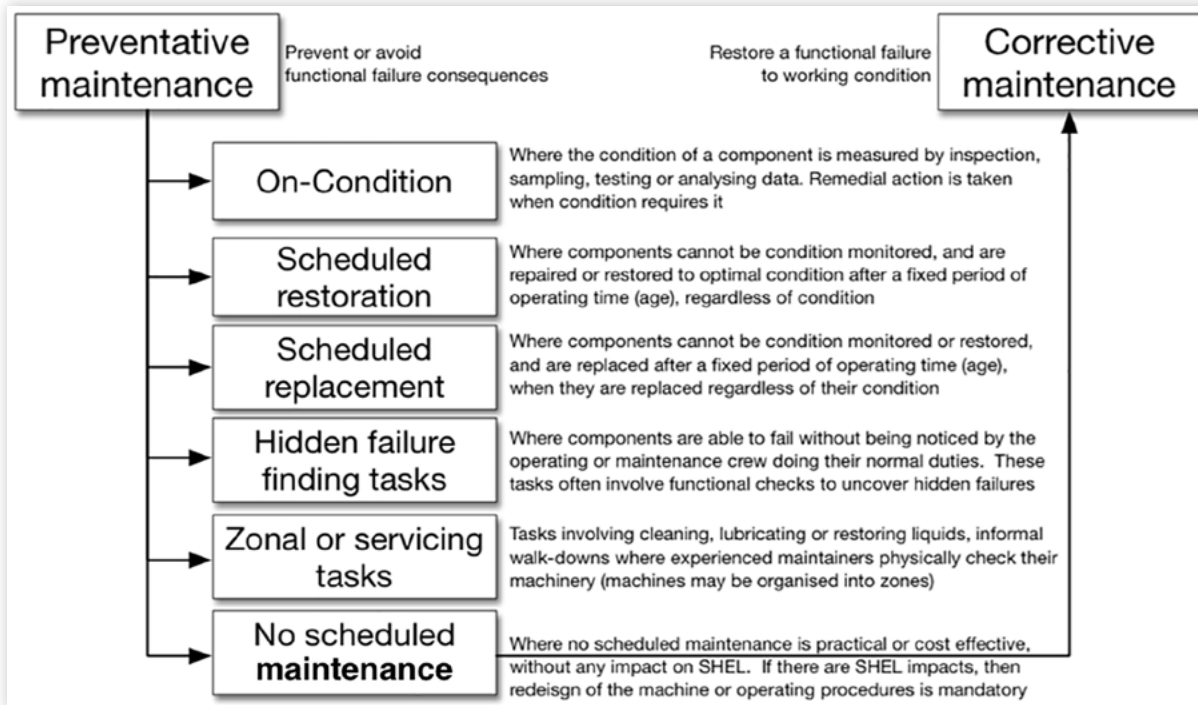 Preventative
maintenance
Prevent or avoid
functional failure consequences
Restore a functional failure
to working condition
Corrective
maintenance
On-Condition
Where the condition of a component is measured by inspection,
sampling, testing or analysing data. Remedial action is taken
when condition requires it
Scheduled
restoration
Where components cannot be condition monitored, and are
repaired or restored to optimal condition after a fixed period of
operating time (age), regardless of condition
Scheduled
replacement
Where components cannot be condition monitored or restored,
and are replaced after a fixed period of operating time (age),
when they are replaced regardless of their condition
Hidden failure
finding tasks
Where components are able to fail without being noticed by the
operating or maintenance crew doing their normal duties. These
tasks often involve functional checks to uncover hidden failures
Zonal or servicing
tasks
Tasks involving cleaning, lubricating or restoring liquids, informal
walk-downs where experienced maintainers physically check their
machinery (machines may be organised into zones)
No scheduled
maintenance
Where no scheduled maintenance is practical or cost effective,
without any impact on SHEL. If there are SHEL impacts, then
redeisgn of the machine or operating procedures is mandatory